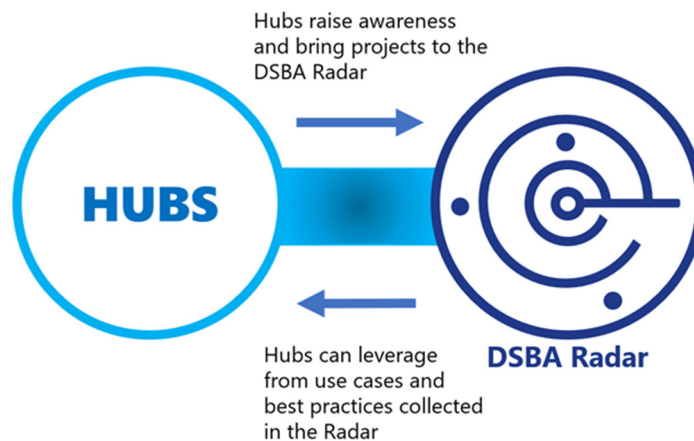 Hubs raise awareness
and bring projects to the
DSBA Radar
HUBS
DSBA Radar
Hubs can leverage
from use cases and
best practices collected
in the Radar